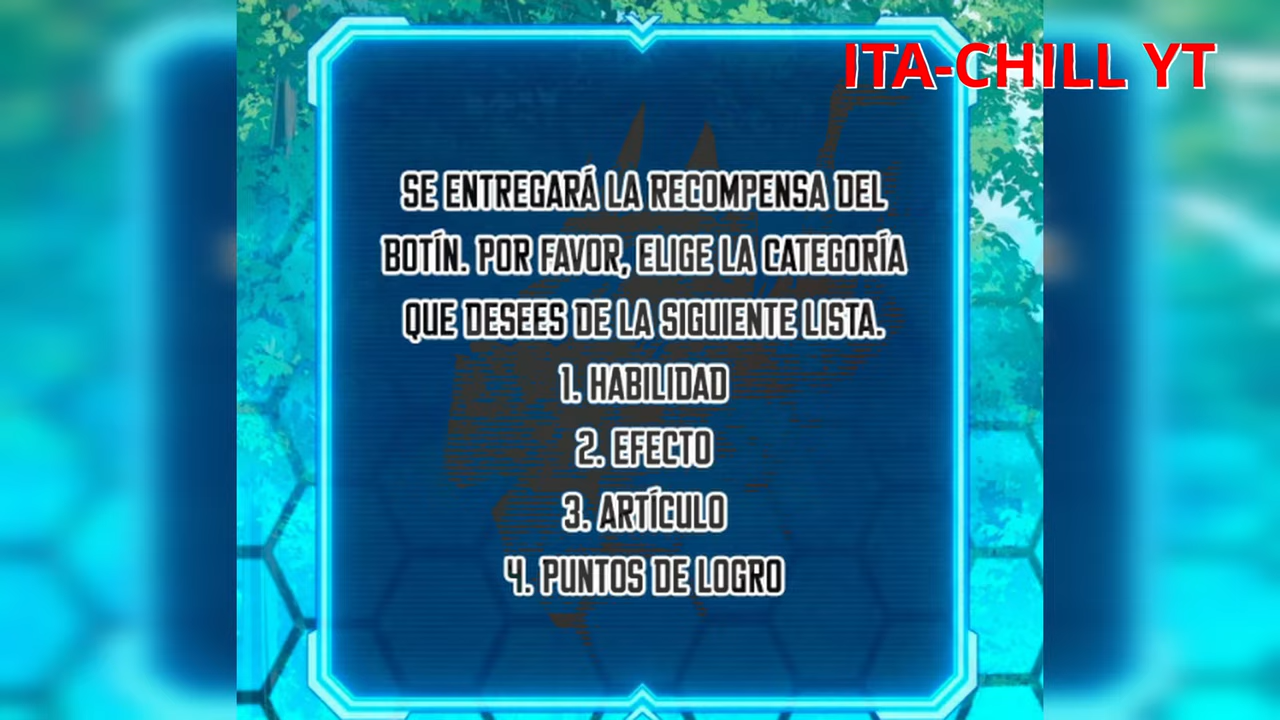 ITA-CHILL YT
SE ENTREGARÁ LA RECOMPENSA DEL
BOTÍN. POR FAVOR, ELIGE LA CATEGORÍA
QUE DESEES DE LA SIGUIENTE LISTA.
1. HABILIDAD
2. EFECTO
3. ARTÍCULO
4. PUNTOS DE LOGRO